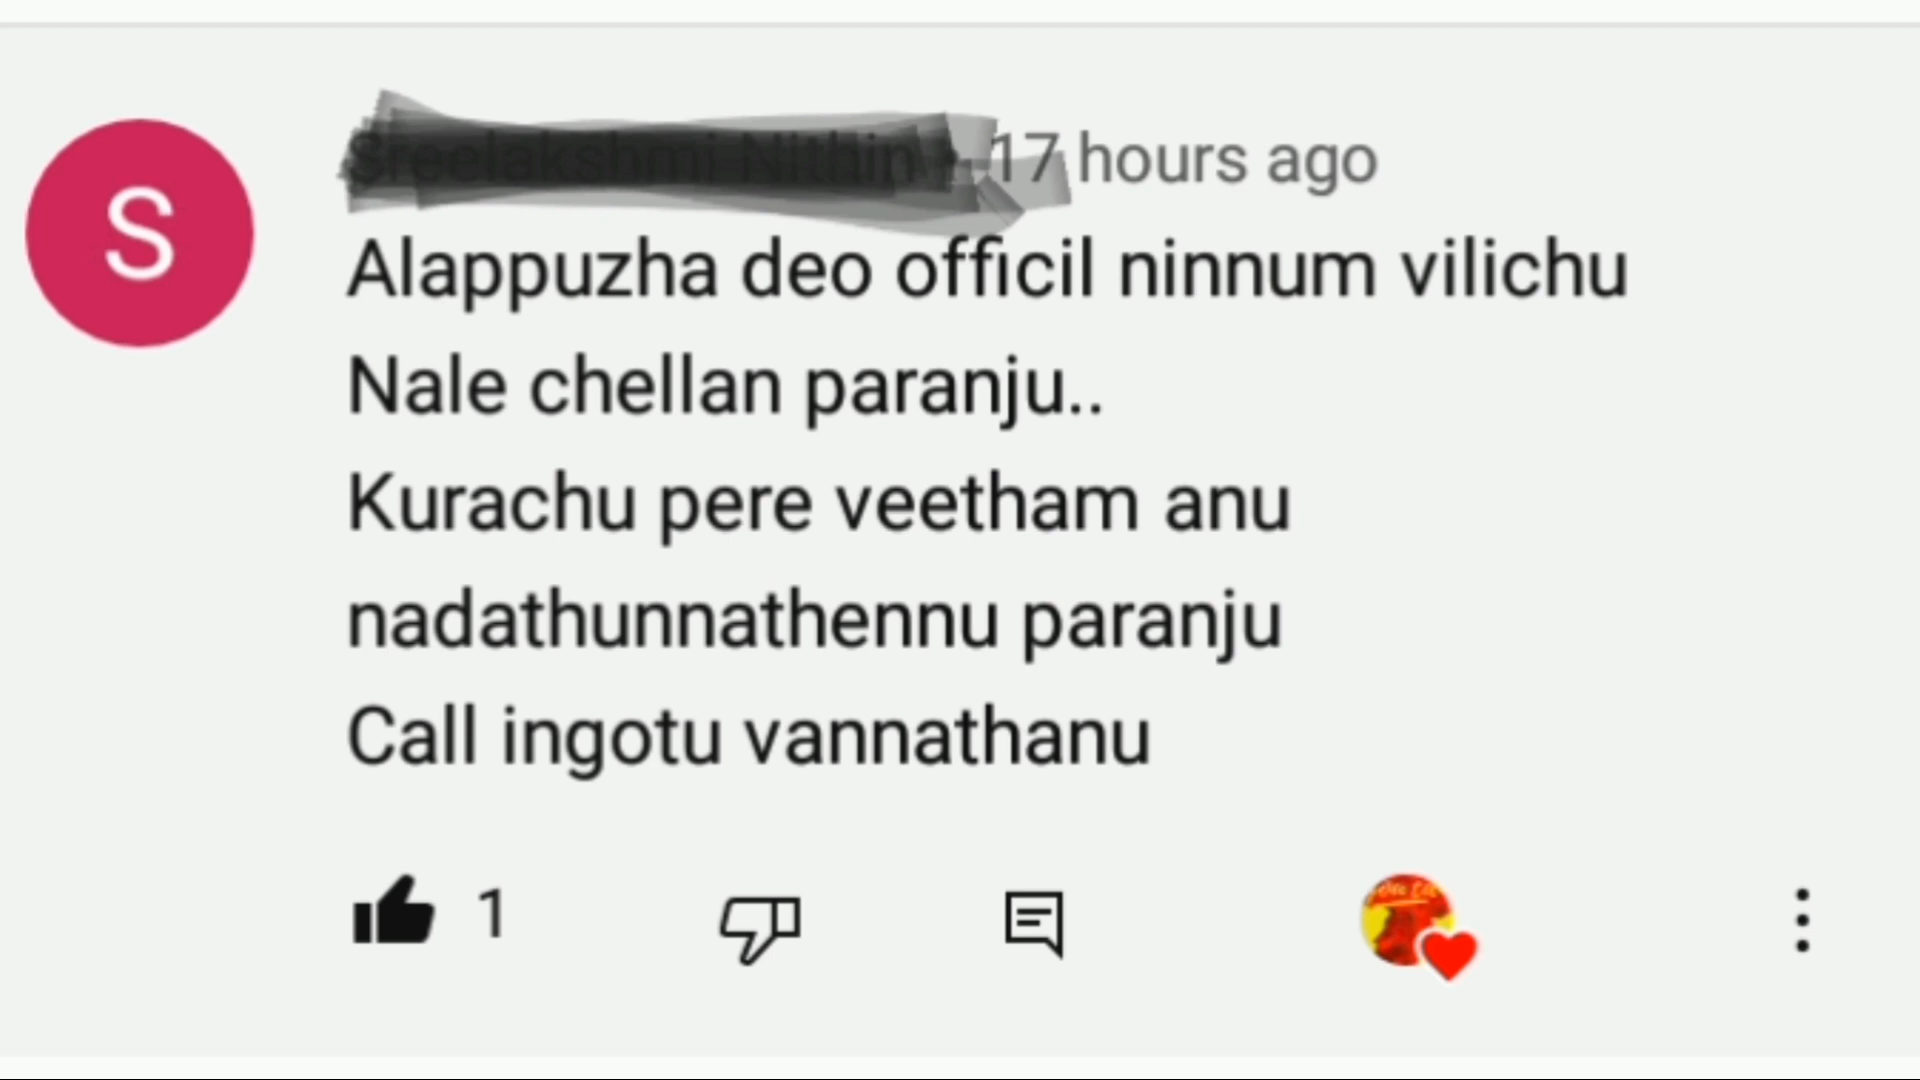 S
17 hours ago
Alappuzha deo officil ninnum vilichu
Nale chellan paranju..
Kurachu pere veetham anu
nadathunnathennu paranju
Call ingotu vannathanu
1